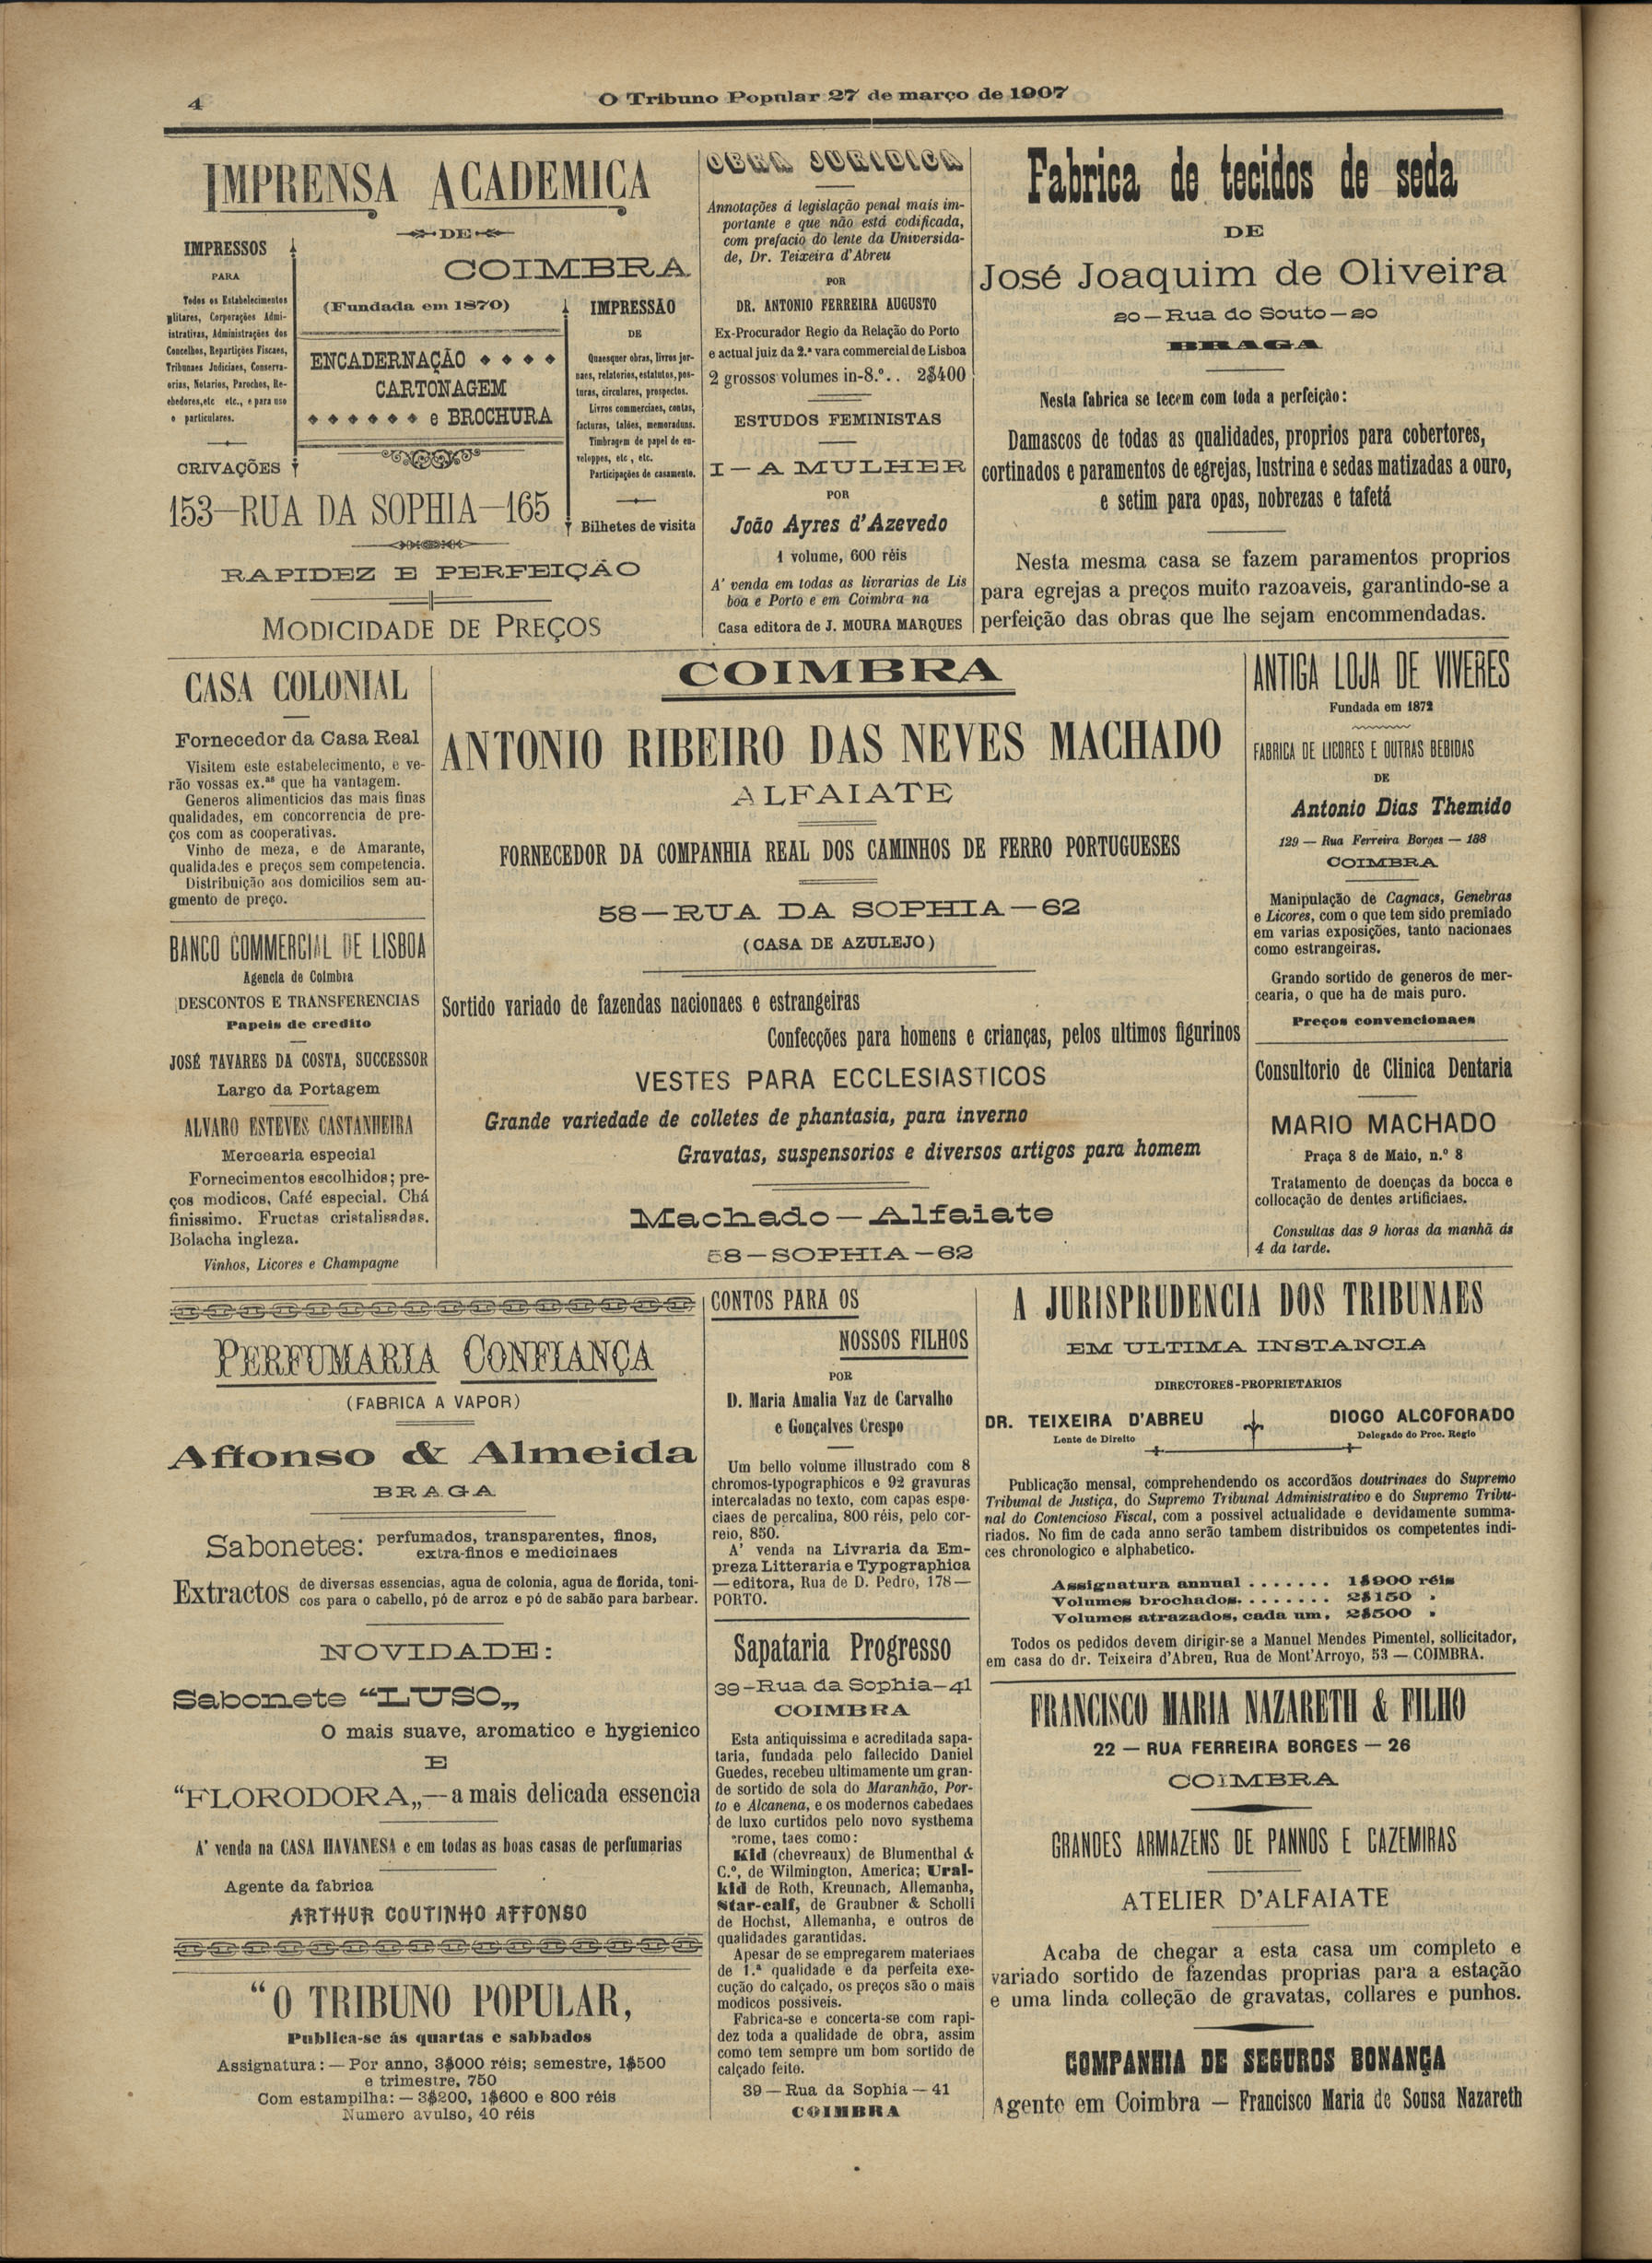 4
O Tribuno Popular 27 de março de 1907
IMPRENSA ACADEMICA
DE
COIMBRA
(Fundada em 1870)
IMPRESSOS
PARA
Todos os Estabelecimentos
litares, Corporações Admi-
istrativas, Administrações dos
Concelhos, Repartições Fiscaes,
Tribunaes Judiciaes, Conserva-
orias, Notarios, Parochos, Re-
ebedores, etc etc., e para uso
e particulares.
CRIVAÇÕES
ENCADERNAÇÃO
CARTONAGEM
e BROCHURA
IMPRESSÃO
DE
Quaesquer obras, livros jor-
naes, relatorios, estatutos, pos-
turas, circulares, prospectos.
Livros commerciaes, contas,
facturas, talões, memoraduns.
Timbragem de papel de en-
veloppes, etc, etc.
Participações de casamento.
Bilhetes de visita
153—RUA DA SOPHIA—165
RAPIDEZ E PERFEIÇÃO
MODICIDADE DE PREÇOS
OBRA JURIDICA
Annotações á legislação penal mais im-
portante e que não está codificada,
com prefacio do lente da Universida-
de, Dr. Teixeira d'Abreu
POR
DR. ANTONIO FERREIRA AUGUSTO
Ex-Procurador Regio da Relação do Porto
e actual juiz da 2.ª vara commercial de Lisboa
2 grossos volumes in-8.º.. 2$400
ESTUDOS FEMINISTAS
I—A MULHER
POR
João Ayres d'Azevedo
1 volume, 600 réis
A' venda em todas as livrarias de Lis
boa e Porto e em Coimbra na
Casa editora de J. MOURA MARQUES
Fabrica de tecidos de seda
DE
José Joaquim de Oliveira
20—Rua do Souto—20
BRAGA
Nesta fabrica se tecem com toda a perfeição:
Damascos de todas as qualidades, proprios para cobertores,
cortinados e paramentos de egrejas, lustrina e sedas matizadas a ouro,
e setim para opas, nobrezas e tafetá
Nesta mesma casa se fazem paramentos proprios
para egrejas a preços muito razoaveis, garantindo-se a
perfeição das obras que lhe sejam encommendadas.
CASA COLONIAL
Fornecedor da Casa Real
Visitem este estabelecimento, e ve-
rão vossas ex.as que ha vantagem.
Generos alimenticios das mais finas
qualidades, em concorrencia de pre-
ços com as cooperativas.
Vinho de meza, e de Amarante,
qualidades e preços sem competencia.
Distribuição aos domicilios sem au-
gmento de preço.
BANCO COMMERCIAL DE LISBOA
Agencia de Coimbra
DESCONTOS E TRANSFERENCIAS
Papeis de credito
JOSÉ TAVARES DA COSTA, SUCCESSOR
Largo da Portagem
ALVARO ESTEVES CASTANHEIRA
Mercearia especial
Fornecimentos escolhidos; pre-
ços modicos, Café especial. Chá
finissimo. Fructas cristalisadas.
Bolacha ingleza.
Vinhos, Licores e Champagne
COIMBRA
ANTONIO RIBEIRO DAS NEVES MACHADO
ALFAIATE
FORNECEDOR DA COMPANHIA REAL DOS CAMINHOS DE FERRO PORTUGUESES
58—RUA DA SOPHIA—62
(CASA DE AZULEJO)
Sortido variado de fazendas nacionaes e estrangeiras
Confecções para homens e crianças, pelos ultimos figurinos
VESTES PARA ECCLESIASTICOS
Grande variedade de colletes de phantasia, para inverno
Gravatas, suspensorios e diversos artigos para homem
Machado—Alfaiate
58—SOPHIA—62
ANTIGA LOJA DE VIVERES
Fundada em 1872
FABRICA DE LICORES E OUTRAS BEBIDAS
DE
Antonio Dias Themido
129 — Rua Ferreira Borges — 138
COIMBRA
Manipulação de Cagnacs, Genebras
e Licores, com o que tem sido premiado
em varias exposições, tanto nacionaes
como estrangeiras.
Grando sortido de generos de mer-
cearia, o que ha de mais puro.
Preços convencionaes
Consultorio de Clinica Dentaria
MARIO MACHADO
Praça 8 de Maio, n.º 8
Tratamento de doenças da bocca e
collocação de dentes artificiaes.
Consultas das 9 horas da manhã ás
4 da tarde.
PERFUMARIA CONFIANÇA
(FABRICA A VAPOR)
Affonso & Almeida
BRAGA
Sabonetes: perfumados, transparentes, finos,
extra-finos e medicinaes
Extractos de diversas essencias, agua de colonia, agua de florida, toni-
cos para o cabello, pó de arroz e pó de sabão para barbear.
NOVIDADE:
Sabonete “LUSO„
O mais suave, aromatico e hygienico
E
“FLORODORA„—a mais delicada essencia
A' venda na CASA HAVANESA e em todas as boas casas de perfumarias
Agente da fabrica
ARTHUR COUTINHO AFFONSO
“O TRIBUNO POPULAR,
Publica-se ás quartas e sabbados
Assignatura: — Por anno, 3$000 réis; semestre, 1$500
e trimestre, 750
Com estampilha: — 3$200, 1$600 e 800 réis
Numero avulso, 40 réis
CONTOS PARA OS
NOSSOS FILHOS
POR
D. Maria Amalia Vaz de Carvalho
e Gonçalves Crespo
Um bello volume illustrado com 8
chromos-typographicos e 92 gravuras
intercaladas no texto, com capas espe-
ciaes de percalina, 800 réis, pelo cor-
reio, 850.
A' venda na Livraria da Em-
preza Litteraria e Typographica
—editora, Rua de D. Pedro, 178—
PORTO.
Sapataria Progresso
39—Rua da Sophia—41
COIMBRA
Esta antiquissima e acreditada sapa-
taria, fundada pelo fallecido Daniel
Guedes, recebeu ultimamente um gran-
de sortido de sola do Maranhão, Por-
to e Alcanena, e os modernos cabedaes
de luxo curtidos pelo novo systhema
rome, taes como:
Kid (chevreaux) de Blumenthal &
C.º, de Wilmington, America; Ural-
kid de Roth, Kreunach, Allemanha,
Star-calf, de Graubner & Scholli
de Hochst, Allemanha, e outros de
qualidades garantidas.
Apesar de se empregarem materiaes
de 1.ª qualidade e da perfeita exe-
cução do calçado, os preços são o mais
modicos possiveis.
Fabrica-se e concerta-se com rapi-
dez toda a qualidade de obra, assim
como tem sempre um bom sortido de
calçado feito.
39 — Rua da Sophia — 41
COIMBRA
A JURISPRUDENCIA DOS TRIBUNAES
EM ULTIMA INSTANCIA
DIRECTORES-PROPRIETARIOS
DR. TEIXEIRA D'ABREU
Lente de Direito
DIOGO ALCOFORADO
Delegado do Proc. Regio
Publicação mensal, comprehendendo os accordãos doutrinaes do Supremo
Tribunal de Justiça, do Supremo Tribunal Administrativo e do Supremo Tribu-
nal do Contencioso Fiscal, com a possivel actualidade e devidamente summa-
riados. No fim de cada anno serão tambem distribuidos os competentes indi-
ces chronologico e alphabetico.
Assignatura annual ....... 1$900 réis
Volumes brochados........ 2$150 »
Volumes atrazados, cada um, 2$500 »
Todos os pedidos devem dirigir-se a Manuel Mendes Pimentel, sollicitador,
em casa do dr. Teixeira d'Abreu, Rua de Mont'Arroyo, 53 — COIMBRA.
FRANCISCO MARIA NAZARETH & FILHO
22 — RUA FERREIRA BORGES — 26
COIMBRA
GRANDES ARMAZENS DE PANNOS E CAZEMIRAS
ATELIER D'ALFAIATE
Acaba de chegar a esta casa um completo e
variado sortido de fazendas proprias para a estação
e uma linda colleção de gravatas, collares e punhos.
COMPANHIA DE SEGUROS BONANÇA
Agente em Coimbra — Francisco Maria de Sousa Nazareth